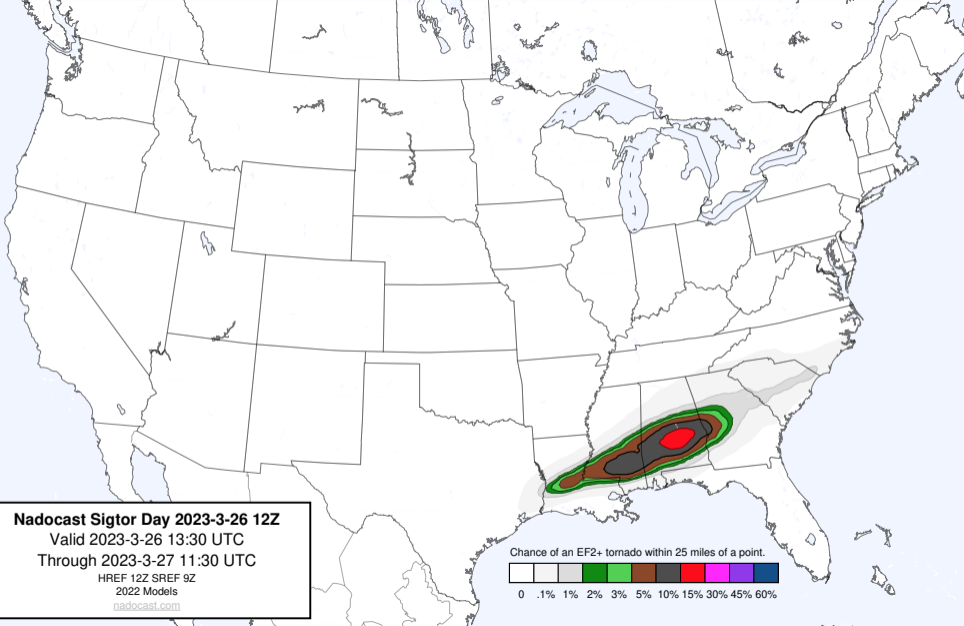 Nadocast Sigtor Day 2023-3-26 12Z
Valid 2023-3-26 13:30 UTC
Through 2023-3-27 11:30 UTC
HREF 12Z SREF 9Z
2022 Models
nadocast.com
Chance of an EF2+ tornado within 25 miles of a point.
0 .1% 1% 2% 3% 5% 10% 15% 30% 45% 60%